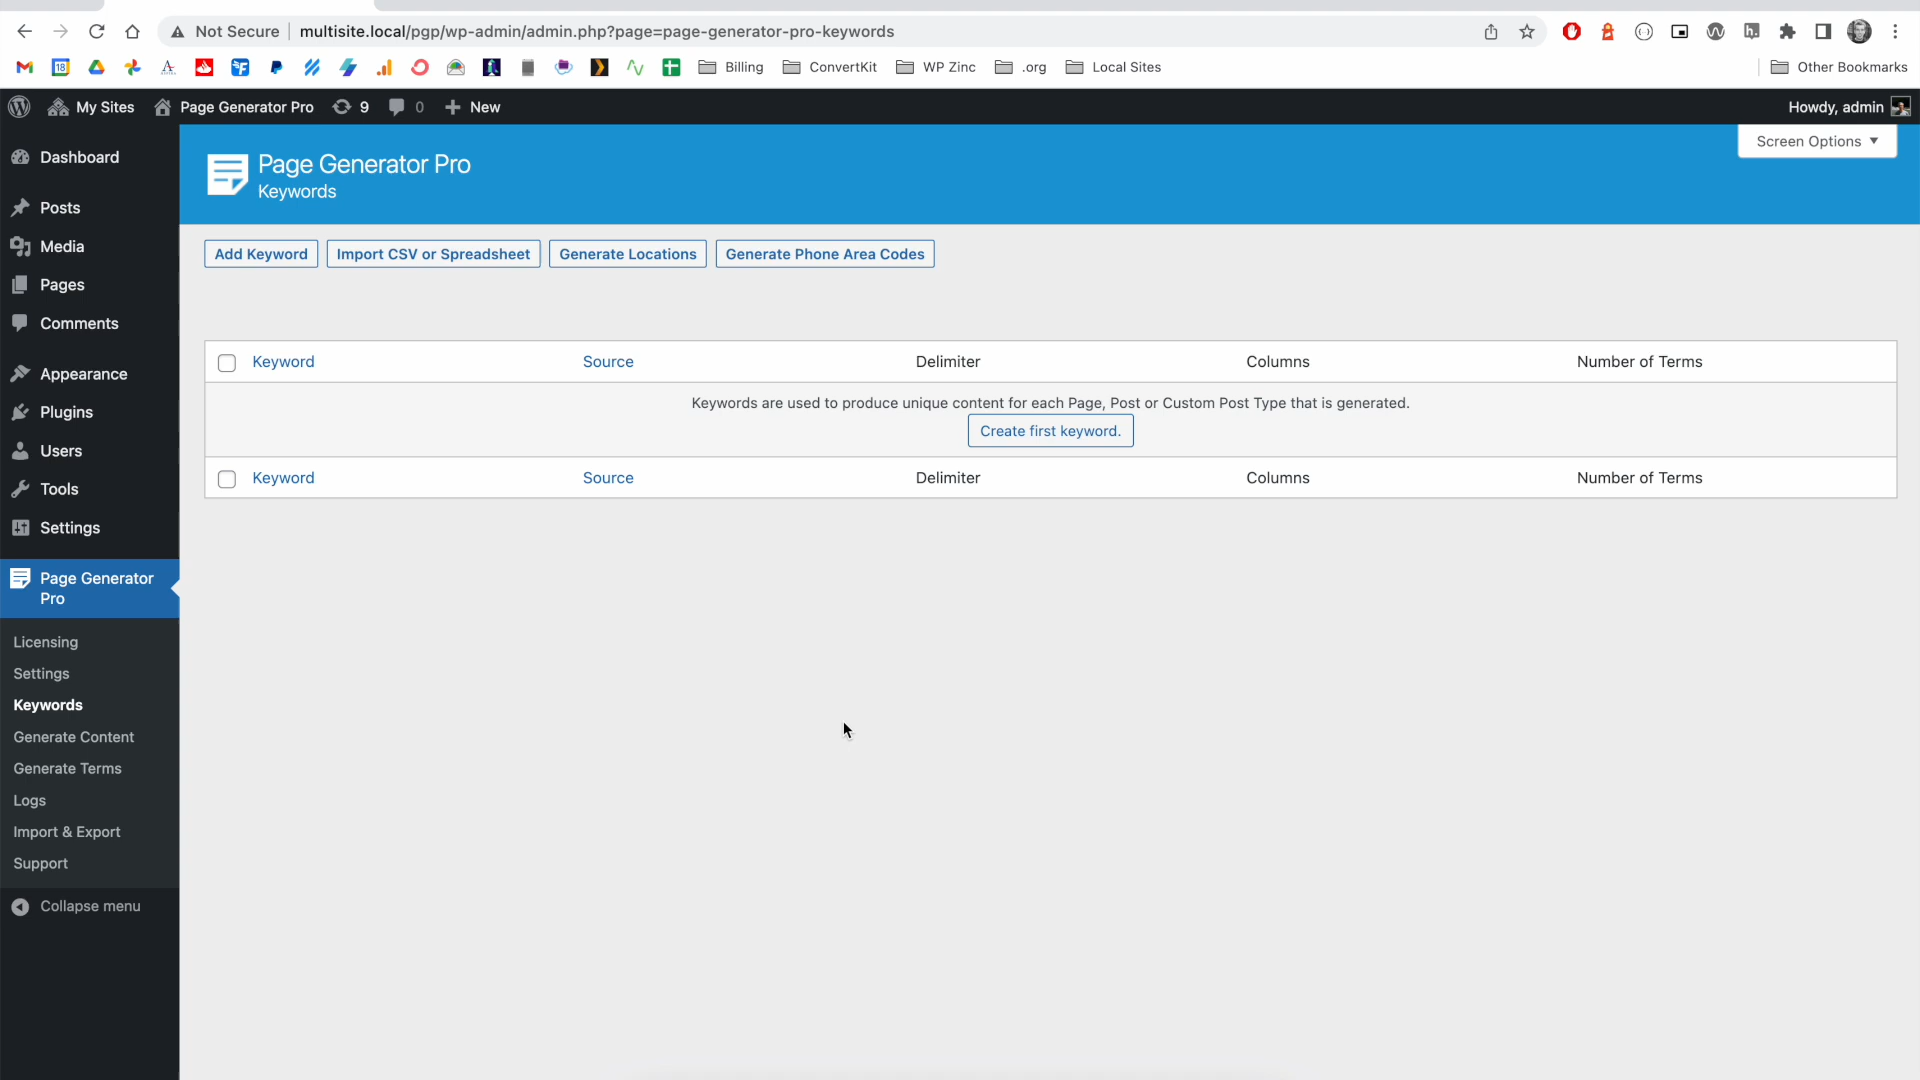 Not Secure
multisite.local/pgp/wp-admin/admin.php?page=page-generator-pro-keywords
18
Billing
ConvertKit
WP Zinc
.org
Local Sites
Other Bookmarks
My Sites
Page Generator Pro
9
0
New
Howdy, admin
Screen Options
Dashboard
Posts
Media
Pages
Comments
Appearance
Plugins
Users
Tools
Settings
Page Generator
Pro
Licensing
Settings
Keywords
Generate Content
Generate Terms
Logs
Import & Export
Support
Collapse menu
Page Generator Pro
Keywords
Add Keyword
Import CSV or Spreadsheet
Generate Locations
Generate Phone Area Codes
Keyword Source Delimiter Columns Number of Terms
Keywords are used to produce unique content for each Page, Post or Custom Post Type that is generated.
Create first keyword.
Keyword Source Delimiter Columns Number of Terms